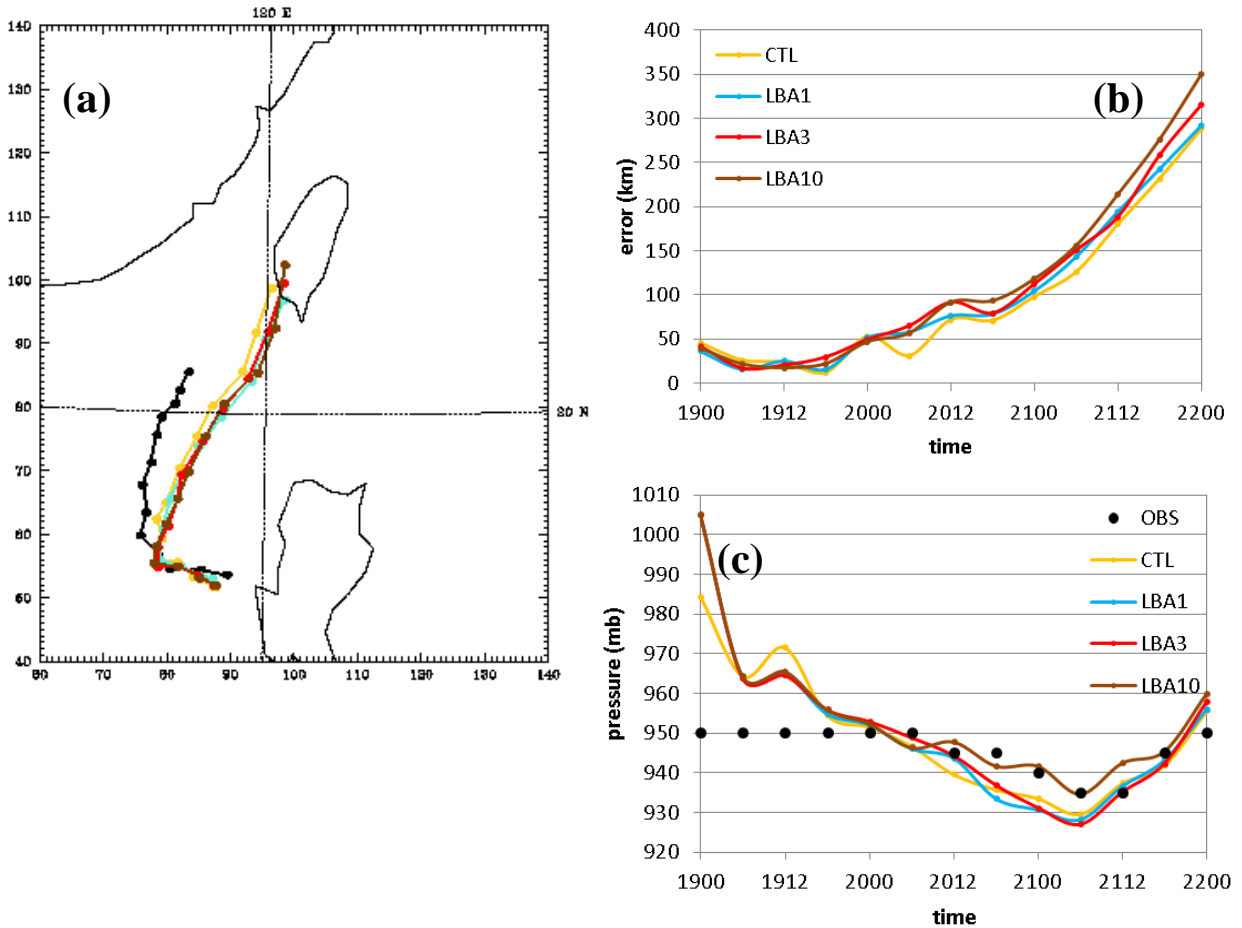 120 E
140
130
120
110
100
90
80
70
60
50
40
60
70
80
90
100
110
120
130
140
20 N
(a)
400
350
300
250
200
150
100
50
0
error (km)
CTL
LBA1
LBA3
LBA10
(b)
1900
1912
2000
2012
2100
2112
2200
time
1010
1000
990
980
970
960
950
940
930
920
pressure (mb)
(c)
OBS
CTL
LBA1
LBA3
LBA10
1900
1912
2000
2012
2100
2112
2200
time